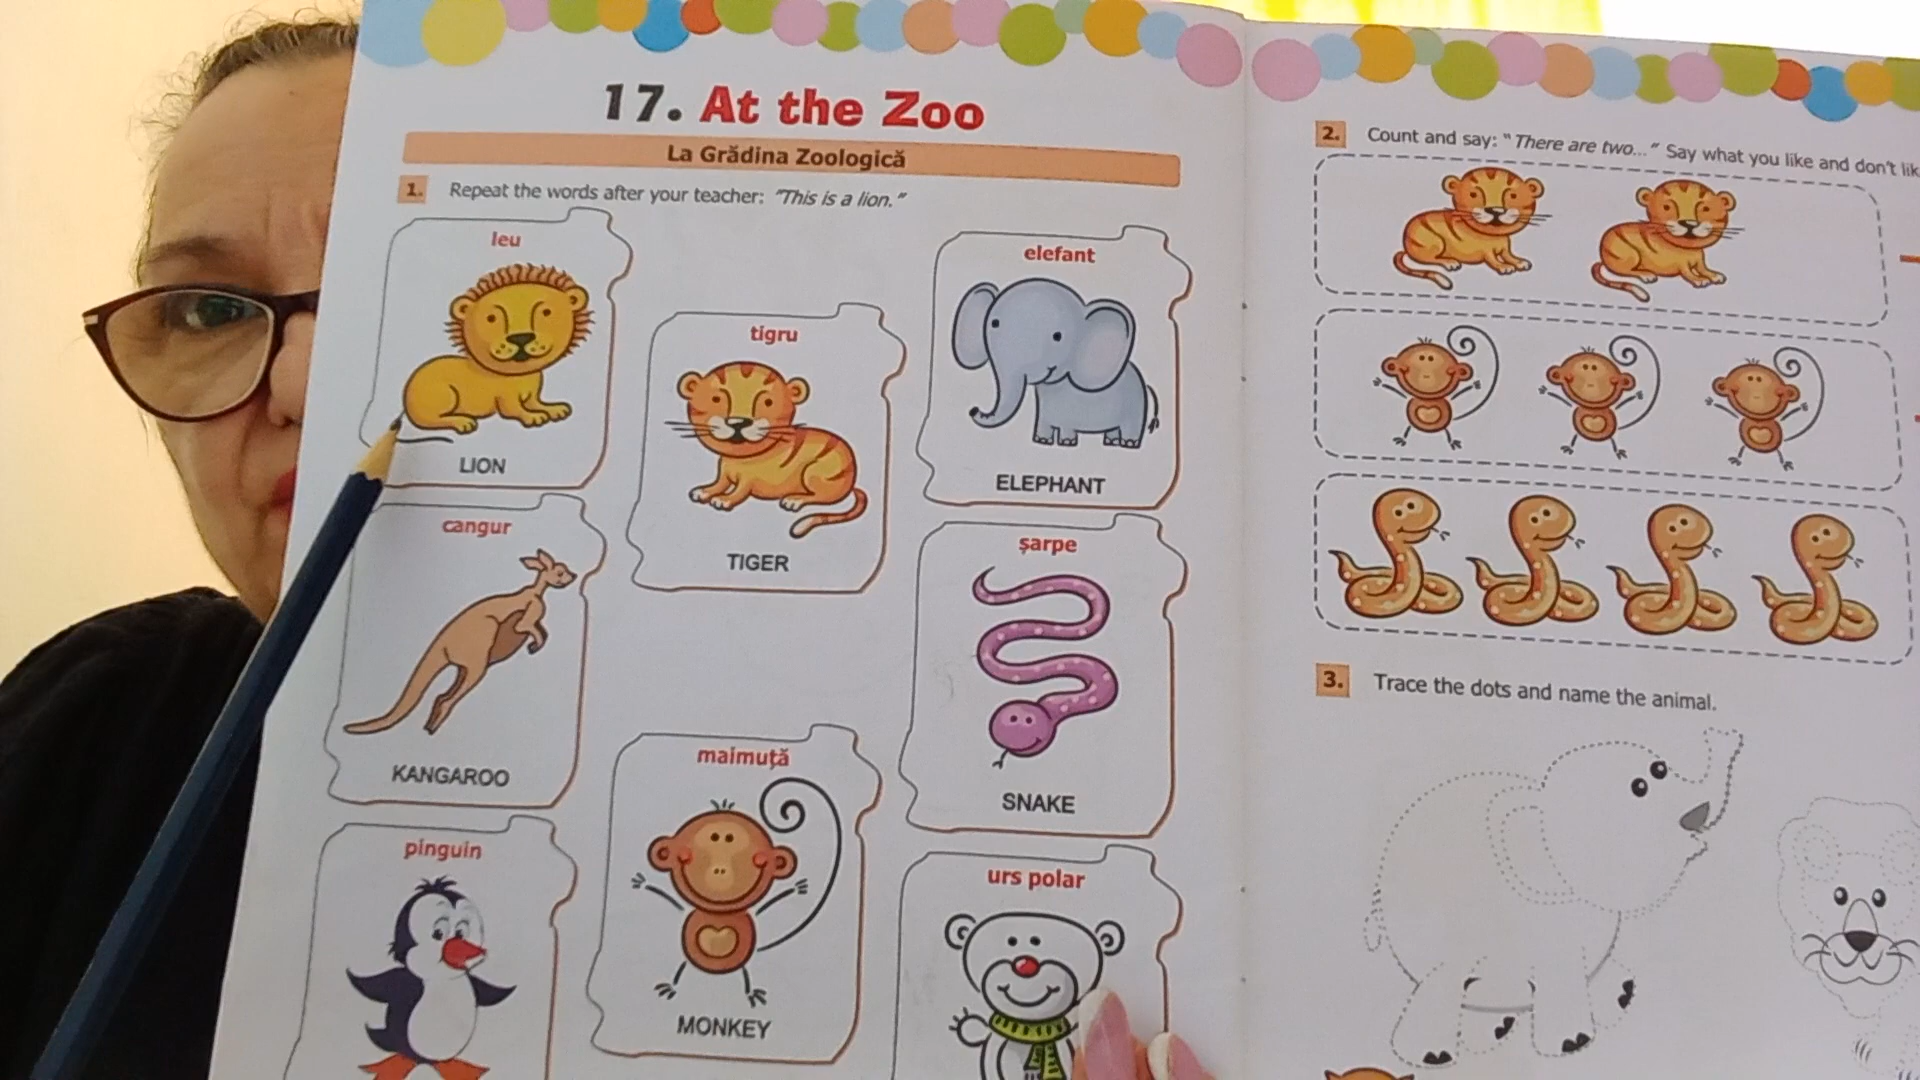 17. At the Zoo
La Grădina Zoologică
1. Repeat the words after your teacher: "This is a lion."
leu
LION
tigru
TIGER
elefant
ELEPHANT
cangur
KANGAROO
șarpe
SNAKE
maimuță
MONKEY
pinguin
urs polar
2. Count and say: "There are two..." Say what you like and don't
3. Trace the dots and name the animal.